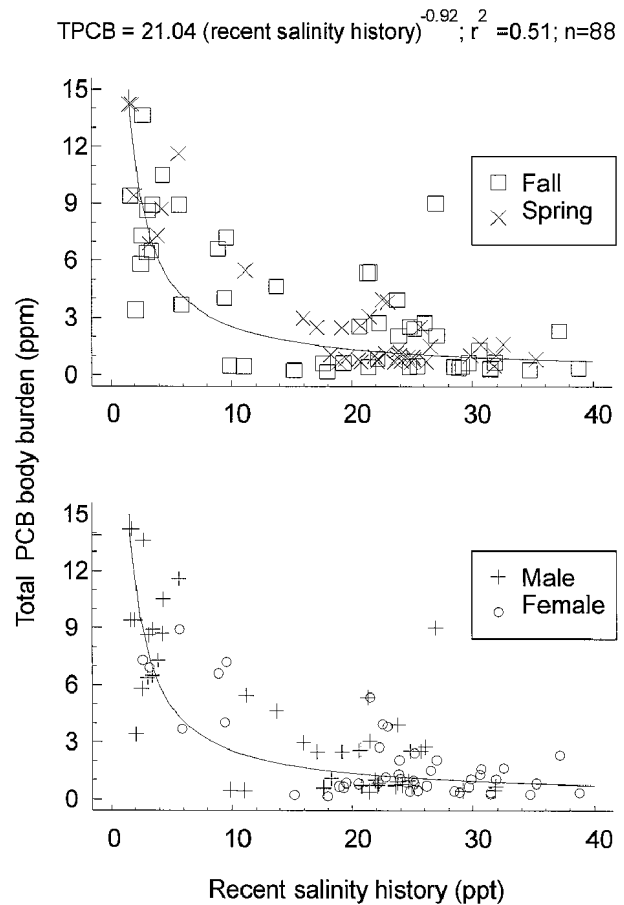 TPCB = 21.04 (recent salinity history)^-0.92; r^2 =0.51; n=88
15
12
9
6
3
0
Fall
Spring
0 10 20 30 40
Total PCB body burden (ppm)
15
12
9
6
3
0
Male
Female
0 10 20 30 40
Recent salinity history (ppt)